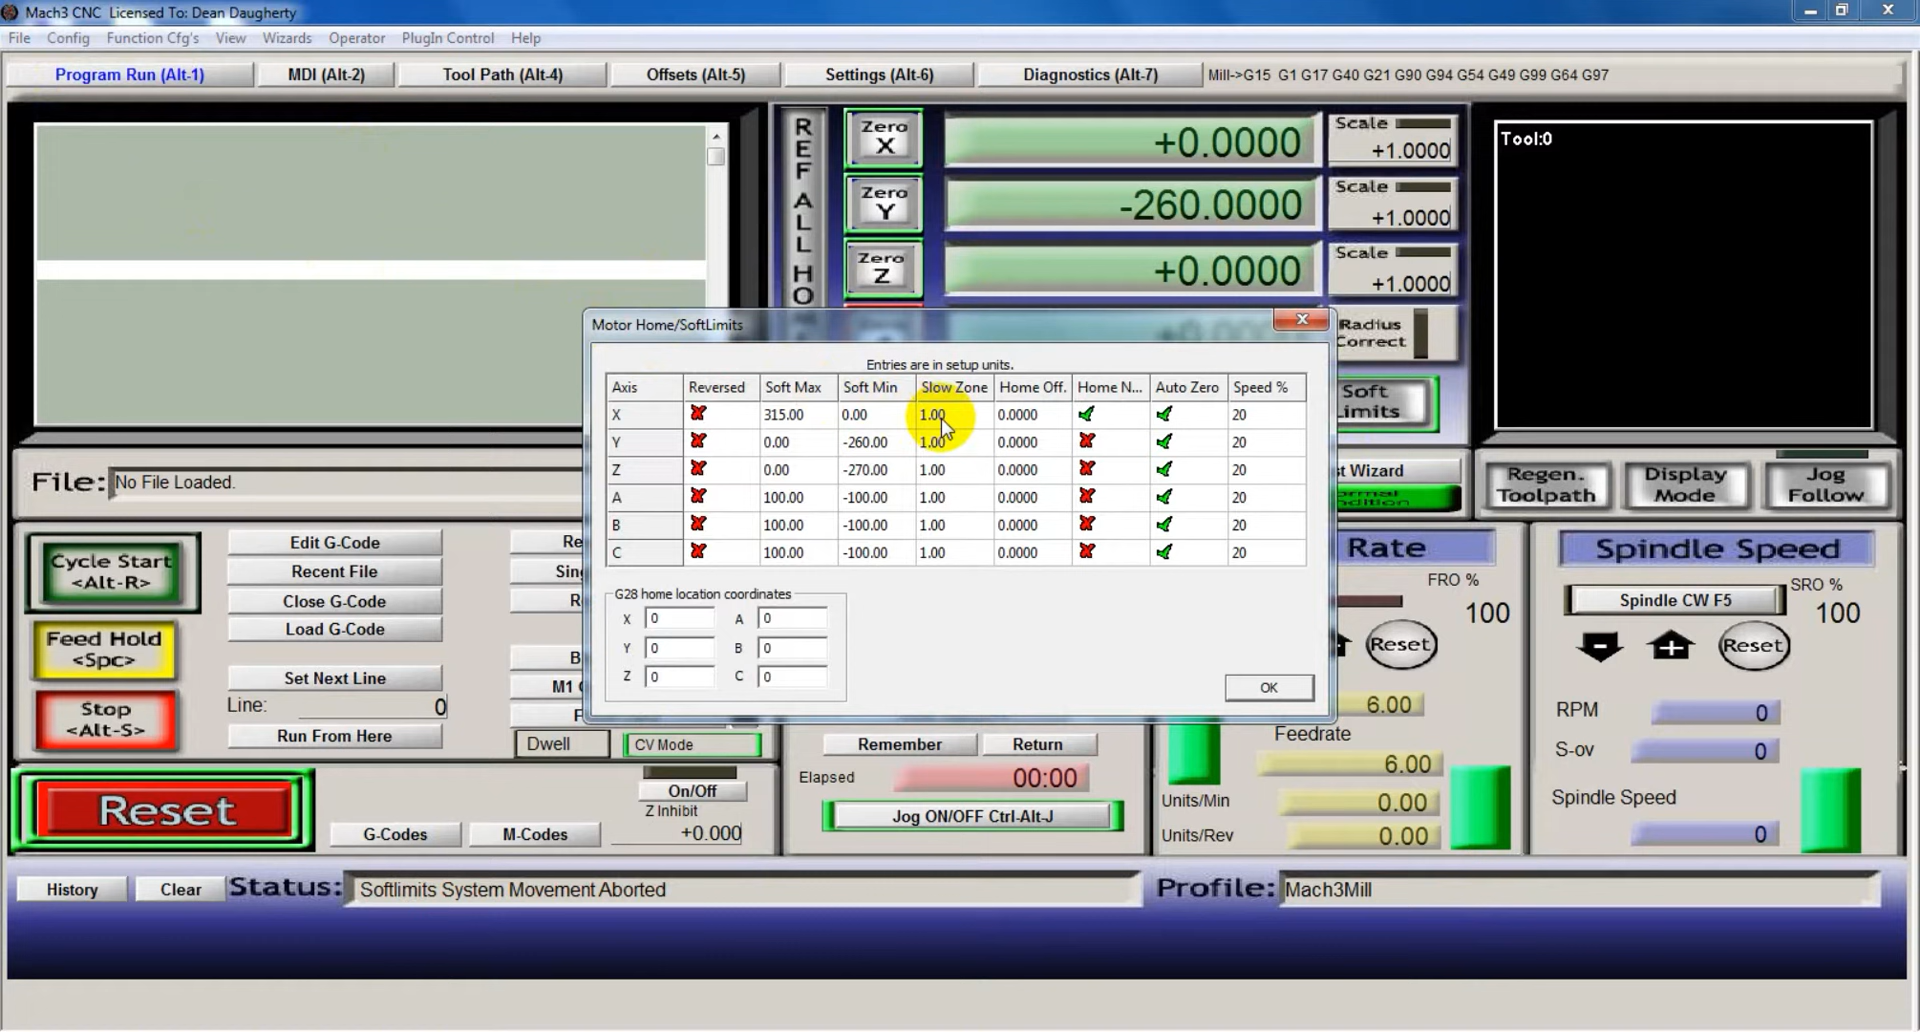 Mach3 CNC Licensed To: Dean Daugherty
File Config Function Cfg's View Wizards Operator PlugIn Control Help
Program Run (Alt-1) MDI (Alt-2) Tool Path (Alt-4) Offsets (Alt-5) Settings (Alt-6) Diagnostics (Alt-7) Mill->G15 G1 G17 G40 G21 G90 G94 G54 G49 G99 G64 G97
REF ALL HO
Zero X +0.0000 Scale +1.0000
Zero Y -260.0000 Scale +1.0000
Zero Z +0.0000 Scale +1.0000
Tool:0
Radius Correct
Soft Limits
Motor Home/SoftLimits
Entries are in setup units.
Axis Reversed Soft Max Soft Min Slow Zone Home Off. Home N... Auto Zero Speed %
X 315.00 0.00 1.00 0.0000 20
Y 0.00 -260.00 1.00 0.0000 20
Z 0.00 -270.00 1.00 0.0000 20
A 100.00 -100.00 1.00 0.0000 20
B 100.00 -100.00 1.00 0.0000 20
C 100.00 -100.00 1.00 0.0000 20
G28 home location coordinates
X 0 A 0
Y 0 B 0
Z 0 C 0
OK
File: No File Loaded.
Wizard
Regen. Toolpath Display Mode Jog Follow
Cycle Start <Alt-R>
Feed Hold <Spc>
Stop <Alt-S>
Edit G-Code
Recent File
Close G-Code
Load G-Code
Set Next Line
Line: 0
Run From Here
Re
Sin
R
B
M1
F
Dwell CV Mode
Reset
G-Codes M-Codes
On/Off
Z Inhibit
+0.000
Remember Return
Elapsed 00:00
Jog ON/OFF Ctrl-Alt-J
Rate
FRO %
100
Reset
6.00
Feedrate
6.00
Units/Min 0.00
Units/Rev 0.00
Spindle Speed
Spindle CW F5
SRO %
100
Reset
RPM 0
S-ov 0
Spindle Speed
0
History Clear Status: Softlimits System Movement Aborted Profile: Mach3Mill